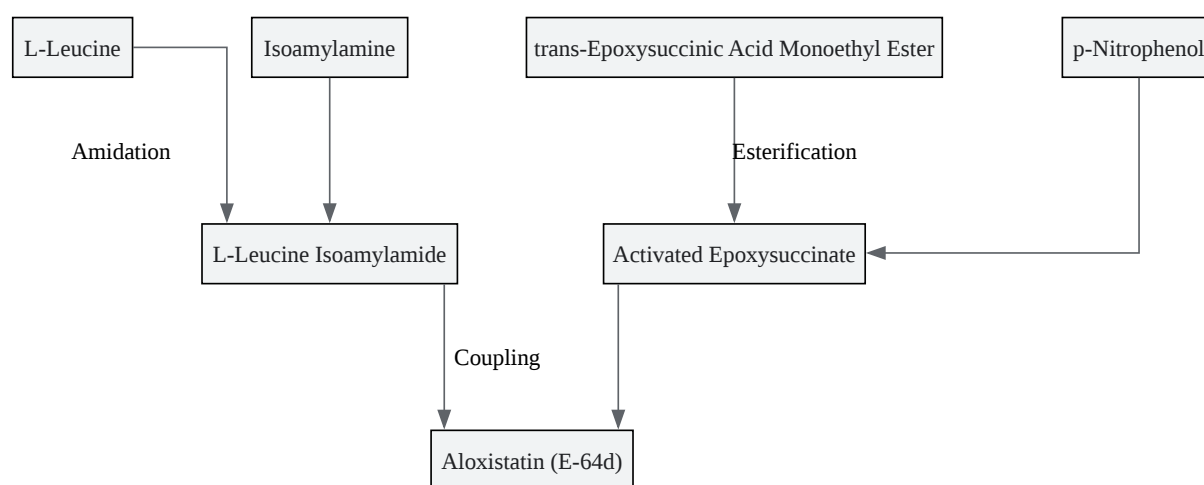 L-Leucine
Isoamylamine
trans-Epoxysuccinic Acid Monoethyl Ester
p-Nitrophenol
Amidation
Esterification
L-Leucine Isoamylamide
Activated Epoxysuccinate
Coupling
Aloxistatin (E-64d)